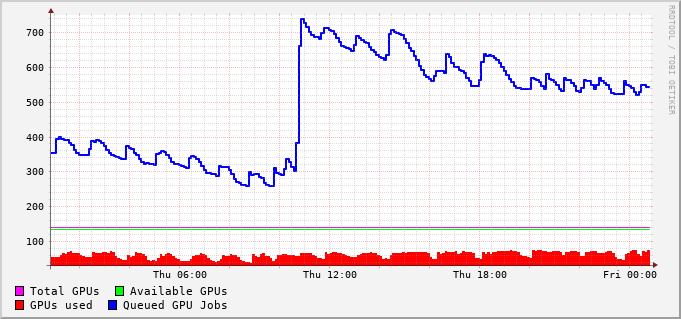 RRDTOOL / TOBI OETIKER
700
600
500
400
300
200
100
Thu 06:00 Thu 12:00 Thu 18:00 Fri 00:00
Total GPUs Available GPUs
GPUs used Queued GPU Jobs